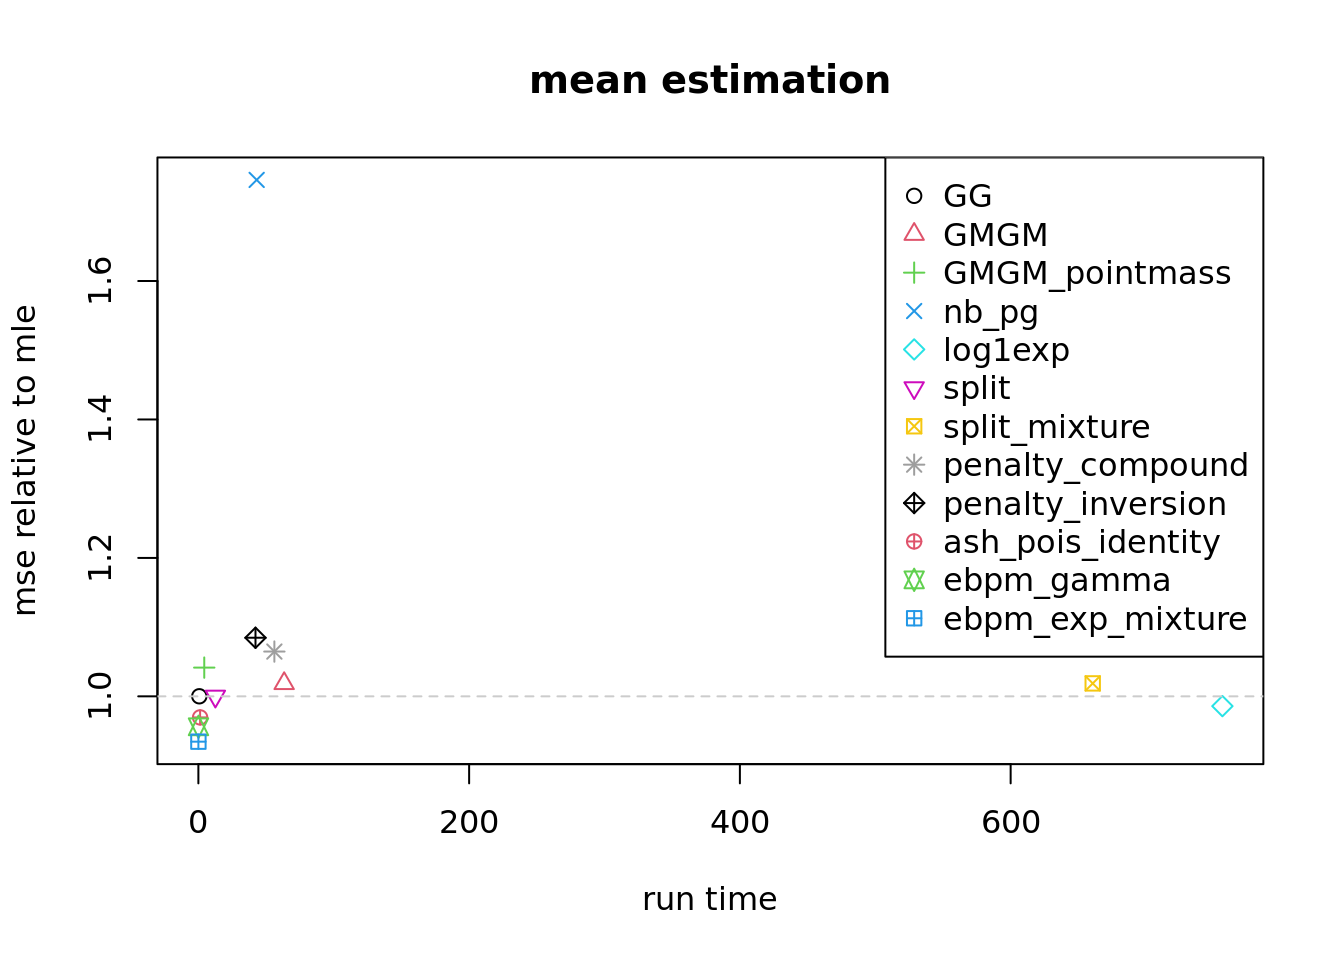 mean estimation
mse relative to mle
1.6
1.4
1.2
1.0
GG
GMGM
GMGM_pointmass
nb_pg
log1exp
split
split_mixture
penalty_compound
penalty_inversion
ash_pois_identity
ebpm_gamma
ebpm_exp_mixture
0 200 400 600
run time